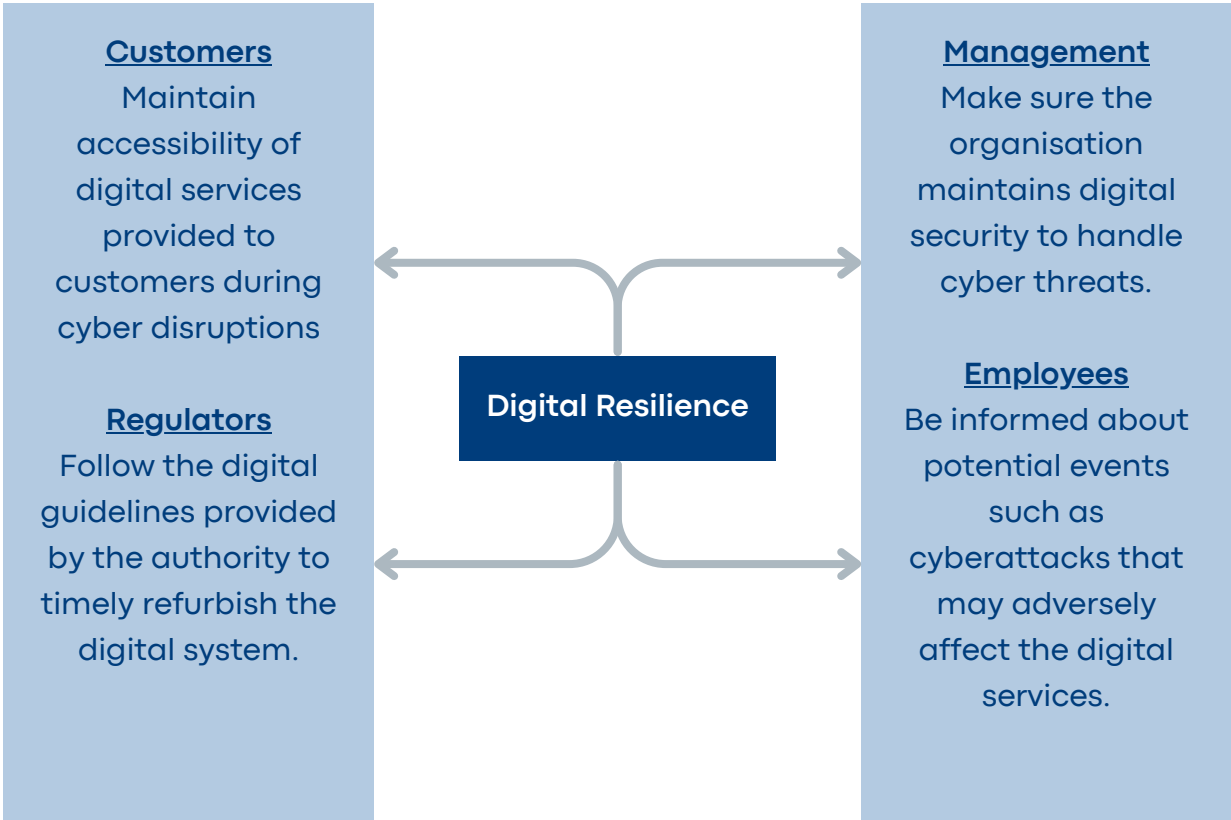 Customers
Maintain
accessibility of
digital services
provided to
customers during
cyber disruptions
Regulators
Follow the digital
guidelines provided
by the authority to
timely refurbish the
digital system.
Digital Resilience
Management
Make sure the
organisation
maintains digital
security to handle
cyber threats.
Employees
Be informed about
potential events
such as
cyberattacks that
may adversely
affect the digital
services.